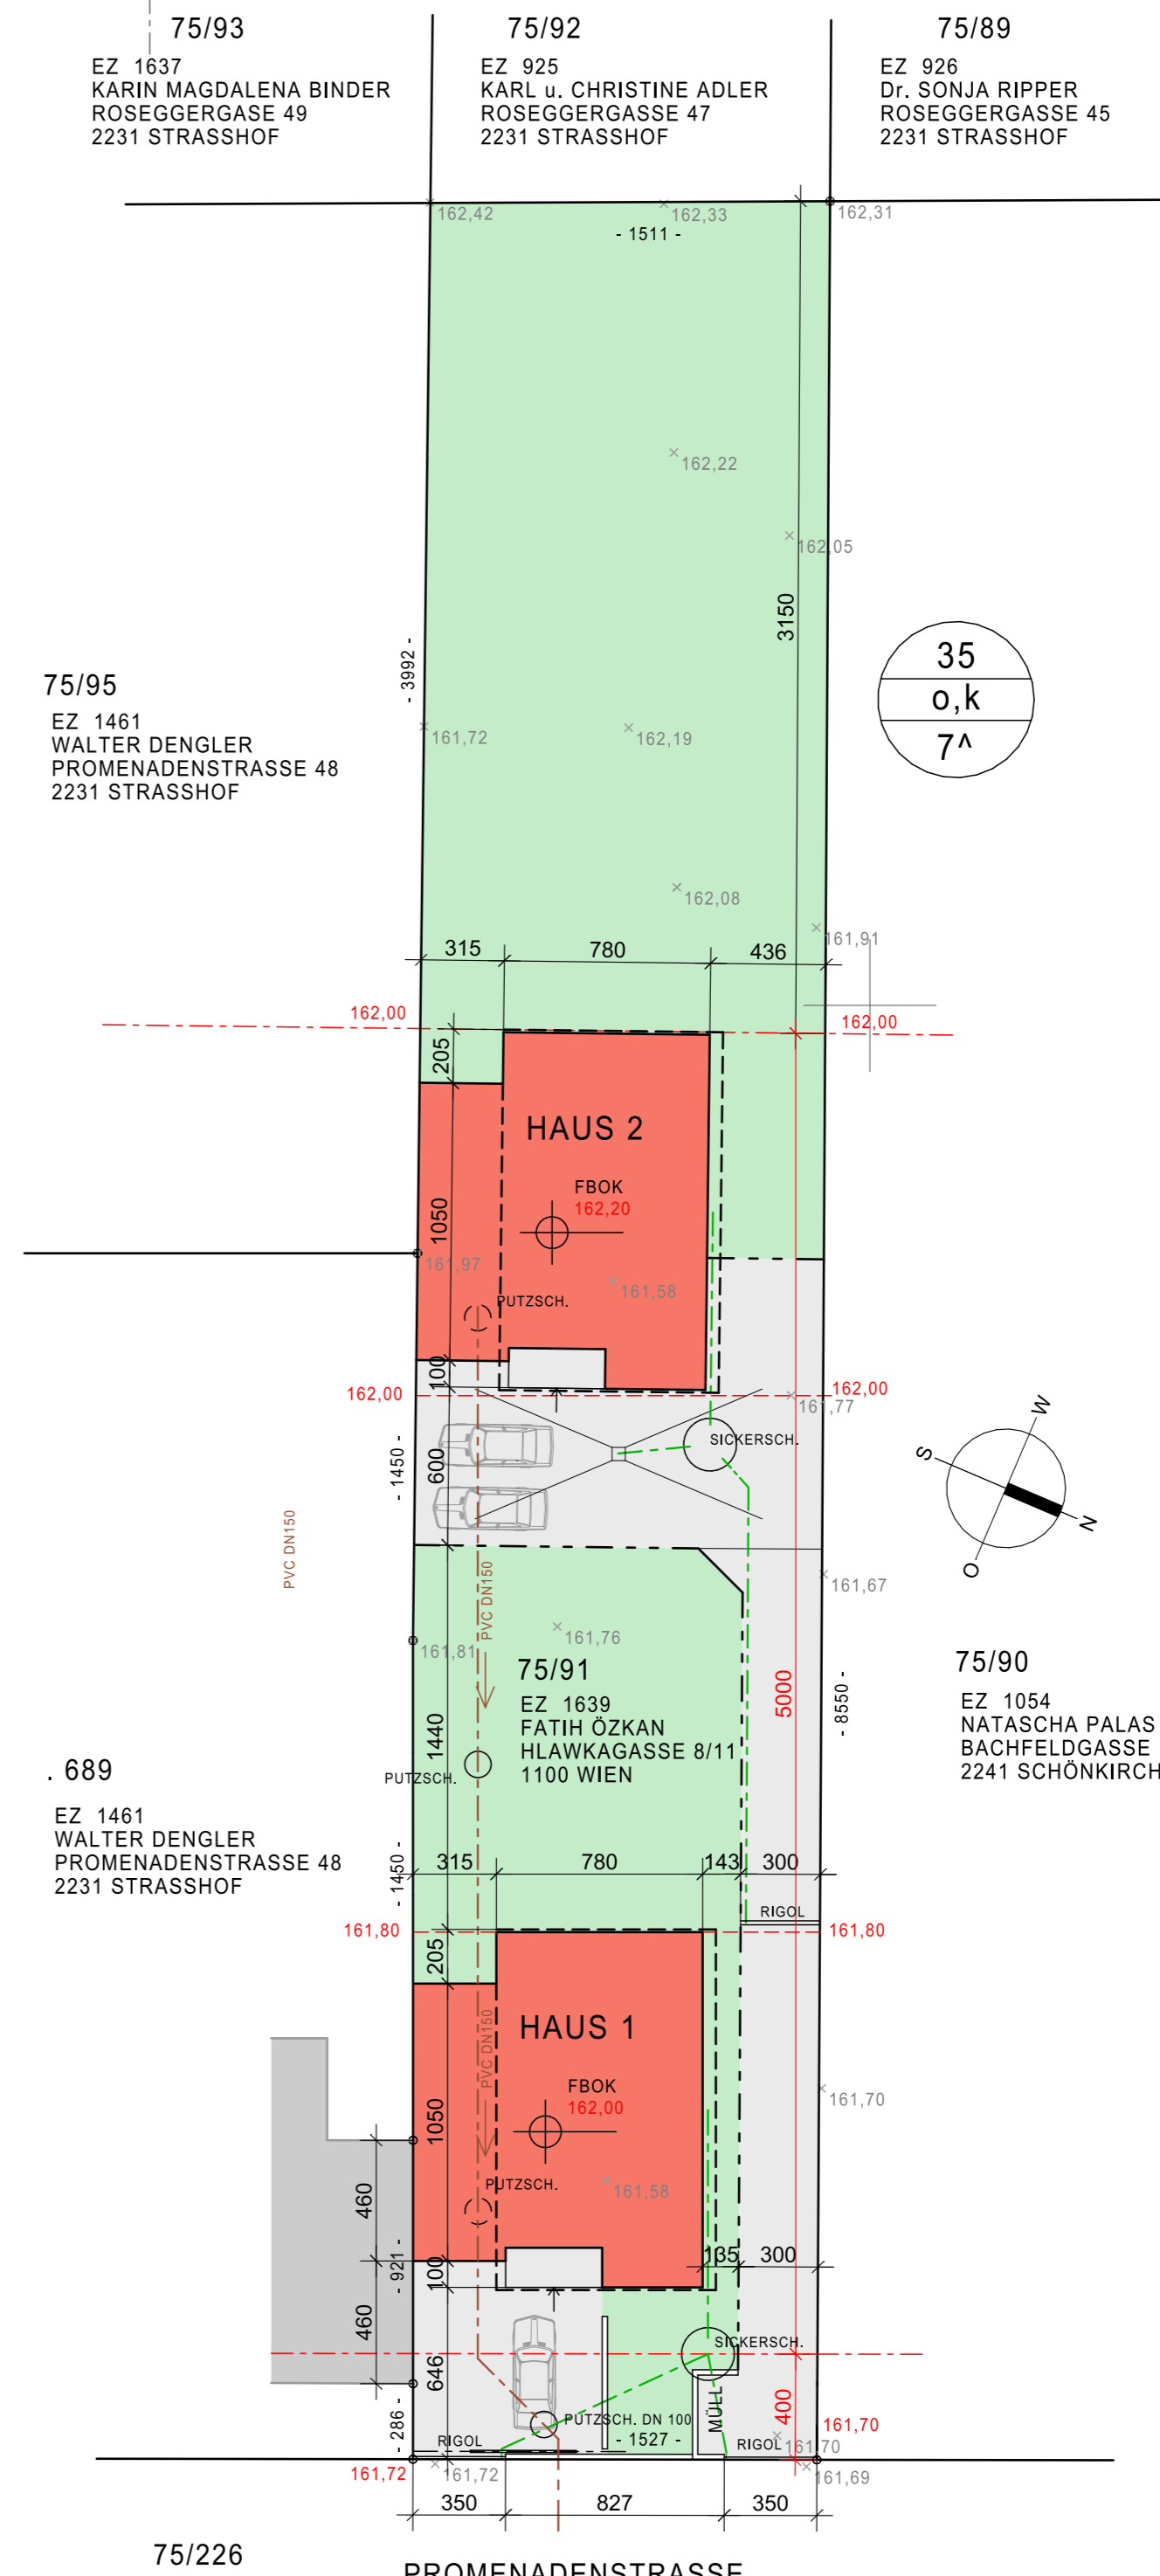 75/93
EZ 1637
KARIN MAGDALENA BINDER
ROSEGGERGASE 49
2231 STRASSHOF
75/92
EZ 925
KARL u. CHRISTINE ADLER
ROSEGGERGASSE 47
2231 STRASSHOF
75/89
EZ 926
Dr. SONJA RIPPER
ROSEGGERGASSE 45
2231 STRASSHOF
162,42
162,33
162,31
- 1511 -
162,22
162,05
3150
- 3992 -
35
o,k
7^
75/95
EZ 1461
WALTER DENGLER
PROMENADENSTRASSE 48
2231 STRASSHOF
161,72
162,19
162,08
161,91
315
780
436
162,00
162,00
205
HAUS 2
FBOK
162,20
1050
161,97
161,58
PUTZSCH.
100
162,00
162,00
161,77
W
S
N
O
SICKERSCH.
- 1450 -
600
PVC DN150
PVC DN150
161,67
161,81
161,76
75/91
EZ 1639
FATIH ÖZKAN
HLAWKAGASSE 8/11
1100 WIEN
5000
- 8550 -
75/90
EZ 1054
NATASCHA PALAS
BACHFELDGASSE
2241 SCHÖNKIRCH
1440
PUTZSCH.
. 689
EZ 1461
WALTER DENGLER
PROMENADENSTRASSE 48
2231 STRASSHOF
- 1450 -
315
780
143
300
RIGOL
161,80
161,80
205
HAUS 1
PVC DN150
FBOK
162,00
1050
161,70
460
PUTZSCH.
161,58
- 921 -
100
135
300
460
646
SICKERSCH.
MÜLL
400
- 286 -
PUTZSCH. DN 100
- 1527 -
RIGOL
RIGOL
161,70
161,70
161,72
161,72
161,69
350
827
350
75/226
PROMENADENSTRASSE